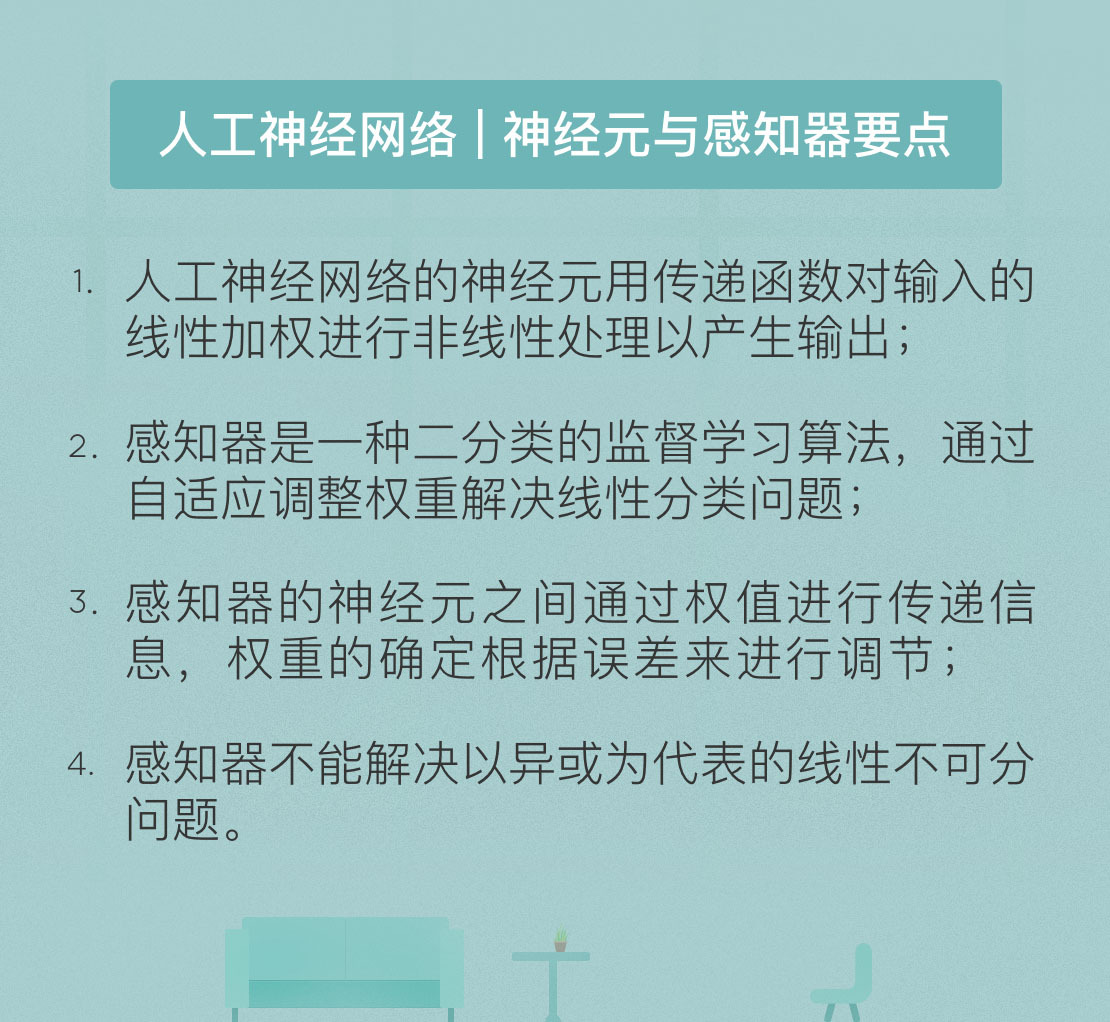 人工神经网络｜神经元与感知器要点
1. 人工神经网络的神经元用传递函数对输入的
线性加权进行非线性处理以产生输出；
2. 感知器是一种二分类的监督学习算法，通过
自适应调整权重解决线性分类问题；
3. 感知器的神经元之间通过权值进行传递信
息，权重的确定根据误差来进行调节；
4. 感知器不能解决以异或为代表的线性不可分
问题。